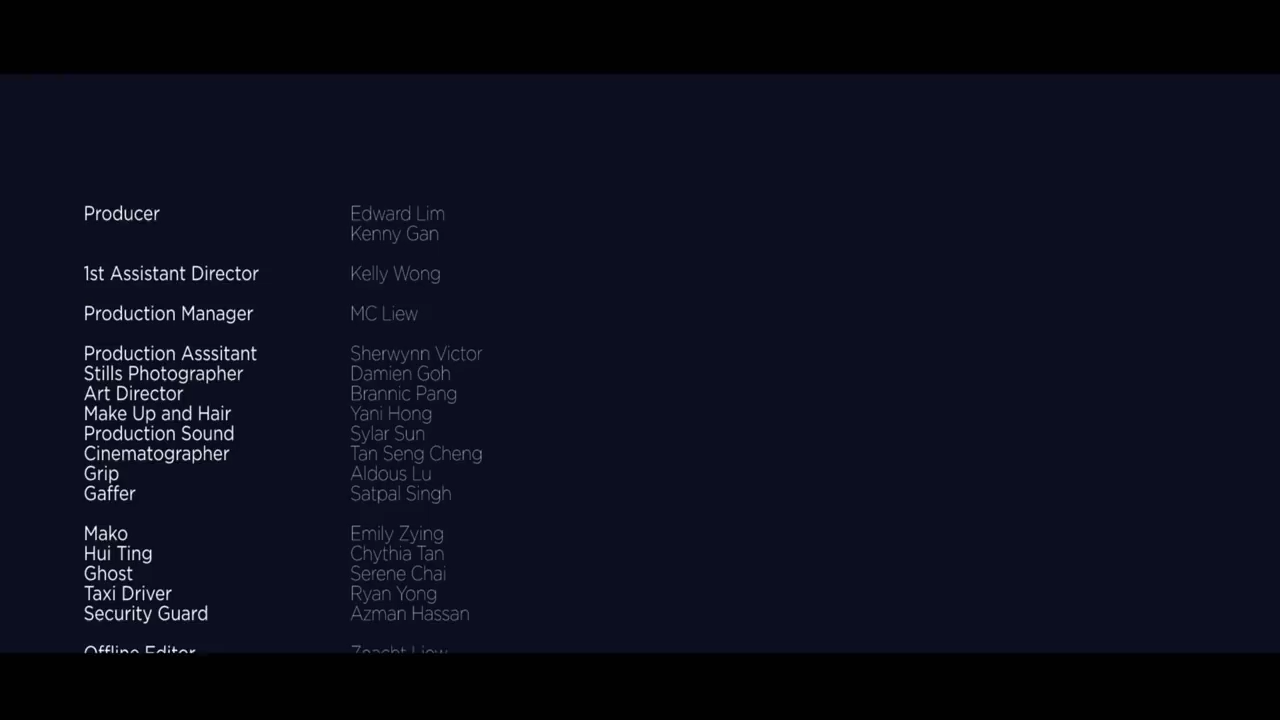 Producer Edward Lim
Kenny Gan
1st Assistant Director Kelly Wong
Production Manager MC Liew
Production Asssitant Sherwynn Victor
Stills Photographer Damien Goh
Art Director Brannic Pang
Make Up and Hair Yani Hong
Production Sound Sylar Sun
Cinematographer Tan Seng Cheng
Grip Aldous Lu
Gaffer Satpal Singh
Mako Emily Zying
Hui Ting Chythia Tan
Ghost Serene Chai
Taxi Driver Ryan Yong
Security Guard Azman Hassan
Offline Editor Liew